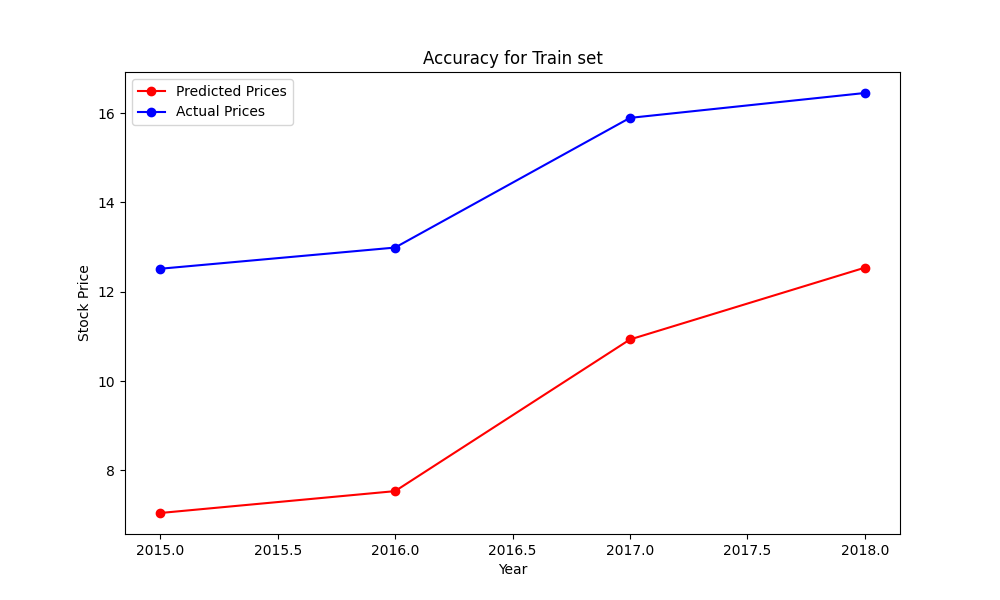 Accuracy for Train set
Predicted Prices
Actual Prices
16
14
12
10
8
Stock Price
2015.0 2015.5 2016.0 2016.5 2017.0 2017.5 2018.0
Year